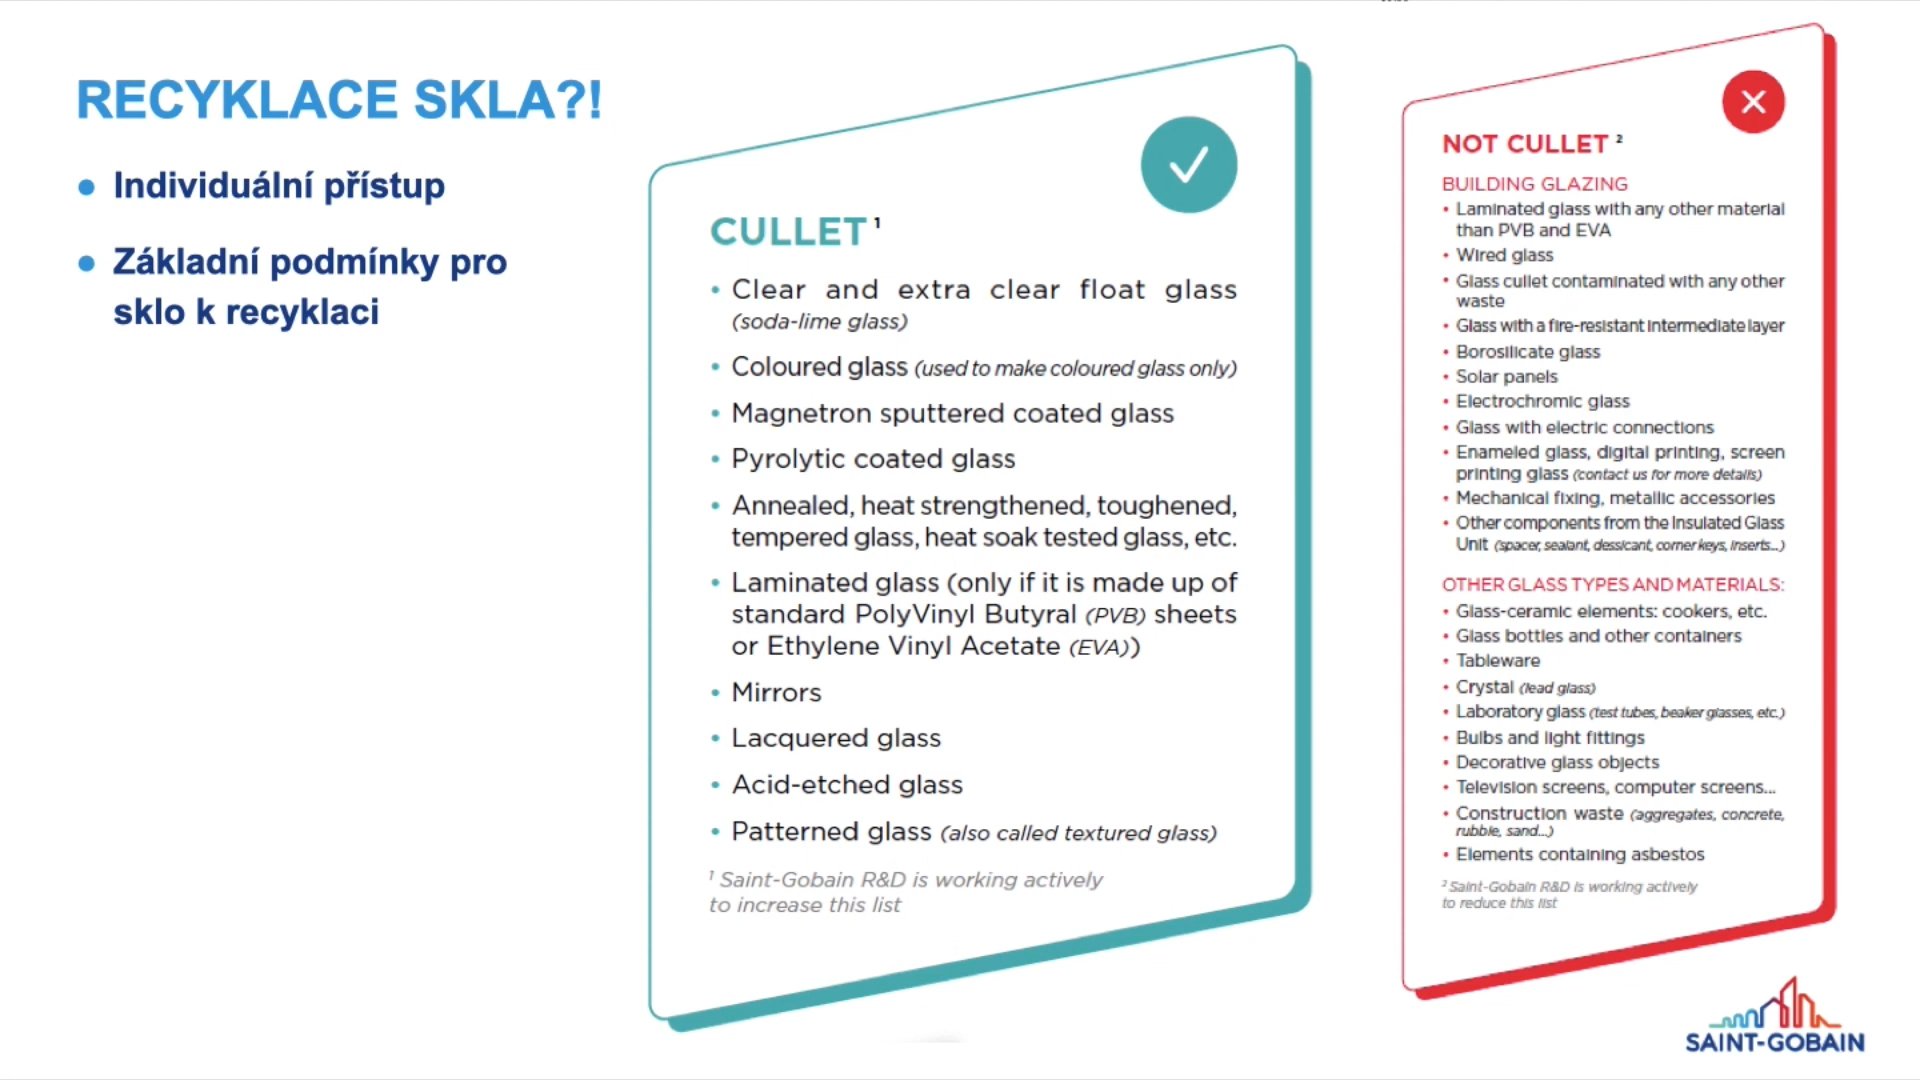 RECYKLACE SKLA?!
• Individuální přístup
• Základní podmínky pro
sklo k recyklaci
CULLET ¹
• Clear and extra clear float glass
(soda-lime glass)
• Coloured glass (used to make coloured glass only)
• Magnetron sputtered coated glass
• Pyrolytic coated glass
• Annealed, heat strengthened, toughened,
tempered glass, heat soak tested glass, etc.
• Laminated glass (only if it is made up of
standard PolyVinyl Butyral (PVB) sheets
or Ethylene Vinyl Acetate (EVA))
• Mirrors
• Lacquered glass
• Acid-etched glass
• Patterned glass (also called textured glass)
¹ Saint-Gobain R&D is working actively
to increase this list
NOT CULLET ²
BUILDING GLAZING
• Laminated glass with any other material
than PVB and EVA
• Wired glass
• Glass cullet contaminated with any other
waste
• Glass with a fire-resistant intermediate layer
• Borosilicate glass
• Solar panels
• Electrochromic glass
• Glass with electric connections
• Enameled glass, digital printing, screen
printing glass (contact us for more details)
• Mechanical fixing, metallic accessories
• Other components from the Insulated Glass
Unit (spacer, sealant, dessicant, corner keys, inserts...)
OTHER GLASS TYPES AND MATERIALS:
• Glass-ceramic elements: cookers, etc.
• Glass bottles and other containers
• Tableware
• Crystal (lead glass)
• Laboratory glass (test tubes, beaker glasses, etc.)
• Bulbs and light fittings
• Decorative glass objects
• Television screens, computer screens...
• Construction waste (aggregates, concrete,
rubble, sand...)
• Elements containing asbestos
² Saint-Gobain R&D is working actively
to reduce this list
SAINT-GOBAIN